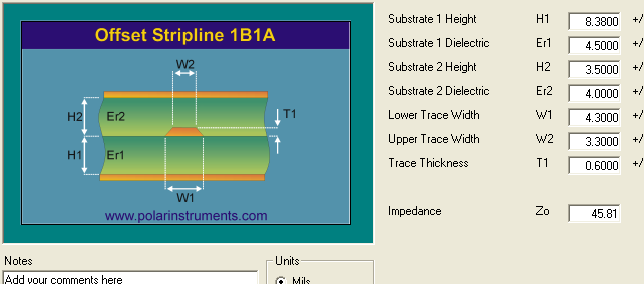 Offset Stripline 1B1A
W2
T1
H2 Er2
H1 Er1
W1
www.polarinstruments.com
Substrate 1 Height H1 8.3800 +/
Substrate 1 Dielectric Er1 4.5000 +/
Substrate 2 Height H2 3.5000 +/
Substrate 2 Dielectric Er2 4.0000 +/
Lower Trace Width W1 4.3000 +/
Upper Trace Width W2 3.3000 +/
Trace Thickness T1 0.6000 +/
Impedance Zo 45.81
Notes
Add your comments here
Units
Mils